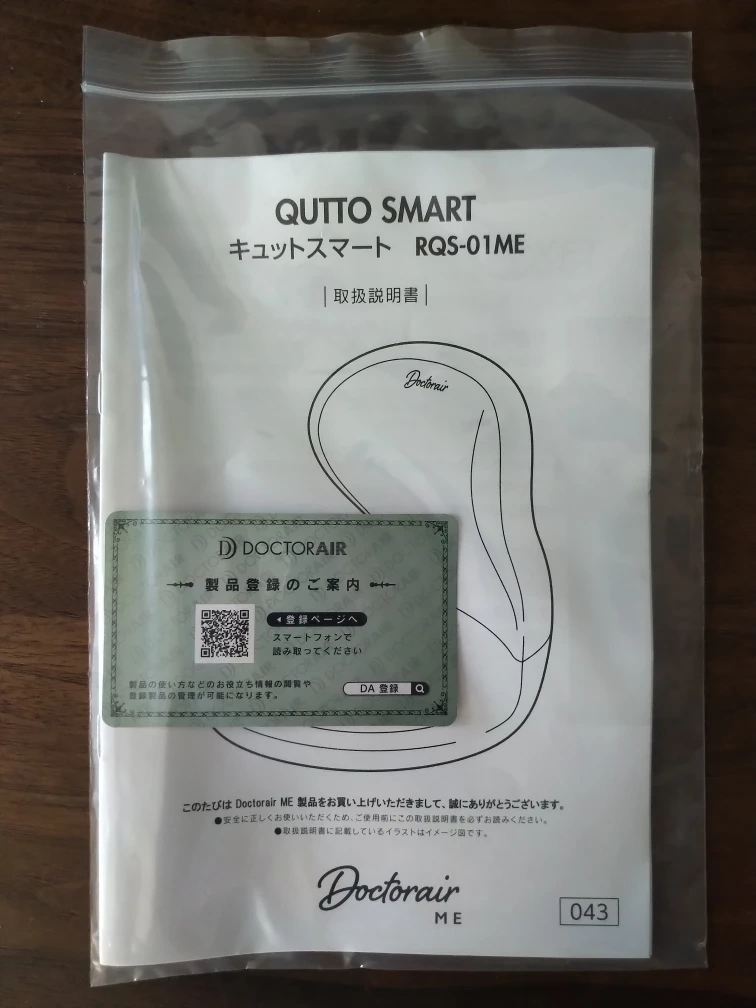 QUTTO SMART
キュットスマート RQS-01ME
取扱説明書
Doctorair
DOCTORAIR
製品登録のご案内
登録ページへ
スマートフォンで
読み取ってください
製品の使い方などのお役立ち情報の閲覧や
登録製品の管理が可能になります。
DA 登録
このたびは Doctorair ME 製品をお買い上げいただきまして、誠にありがとうございます。
●安全に正しくお使いいただくため、ご使用前にこの取扱説明書を必ずお読みください。
●取扱説明書に記載しているイラストはイメージ図です。
Doctorair
ME
043